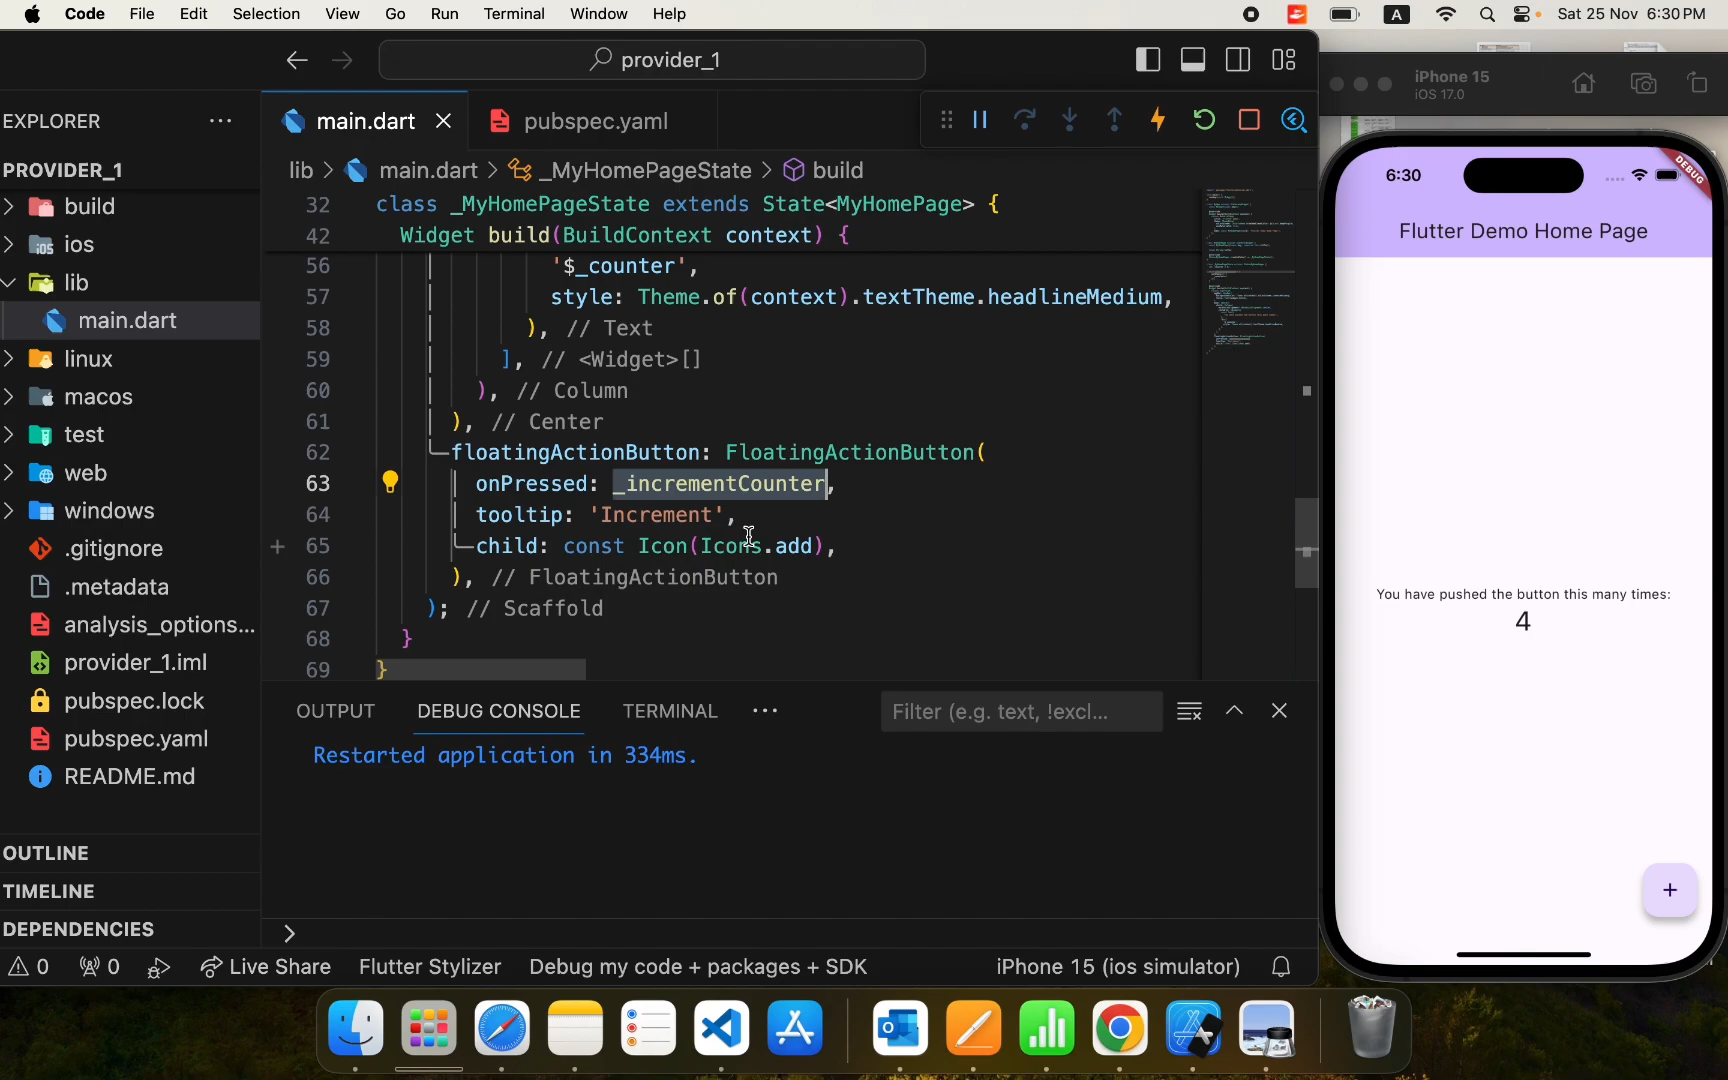 Code File Edit Selection View Go Run Terminal Window Help A Sat 25 Nov 6:30 PM
provider_1
EXPLORER
PROVIDER_1
build
ios
lib
main.dart
linux
macos
test
web
windows
.gitignore
.metadata
analysis_options...
provider_1.iml
pubspec.lock
pubspec.yaml
README.md
OUTLINE
TIMELINE
DEPENDENCIES
main.dart pubspec.yaml
lib > main.dart > _MyHomePageState > build
32 class _MyHomePageState extends State<MyHomePage> {
42 Widget build(BuildContext context) {
56 '$_counter',
57 style: Theme.of(context).textTheme.headlineMedium,
58 ), // Text
59 ], // <Widget>[]
60 ), // Column
61 ), // Center
62 floatingActionButton: FloatingActionButton(
63 onPressed: _incrementCounter,
64 tooltip: 'Increment',
65 child: const Icon(Icons.add),
66 ), // FloatingActionButton
67 ); // Scaffold
68 }
69 }
OUTPUT DEBUG CONSOLE TERMINAL ... Filter (e.g. text, !excl...
Restarted application in 334ms.
>
0 0 Live Share Flutter Stylizer Debug my code + packages + SDK iPhone 15 (ios simulator)
iPhone 15
iOS 17.0
6:30
DEBUG
Flutter Demo Home Page
You have pushed the button this many times:
4
+